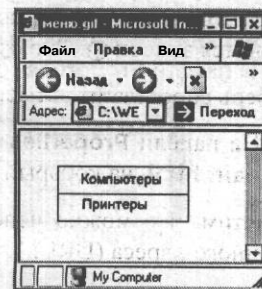 меню.gif - Microsoft In...
Файл Правка Вид »
Назад »
Адрес: C:\WE Переход
Компьютеры
Принтеры
My Computer